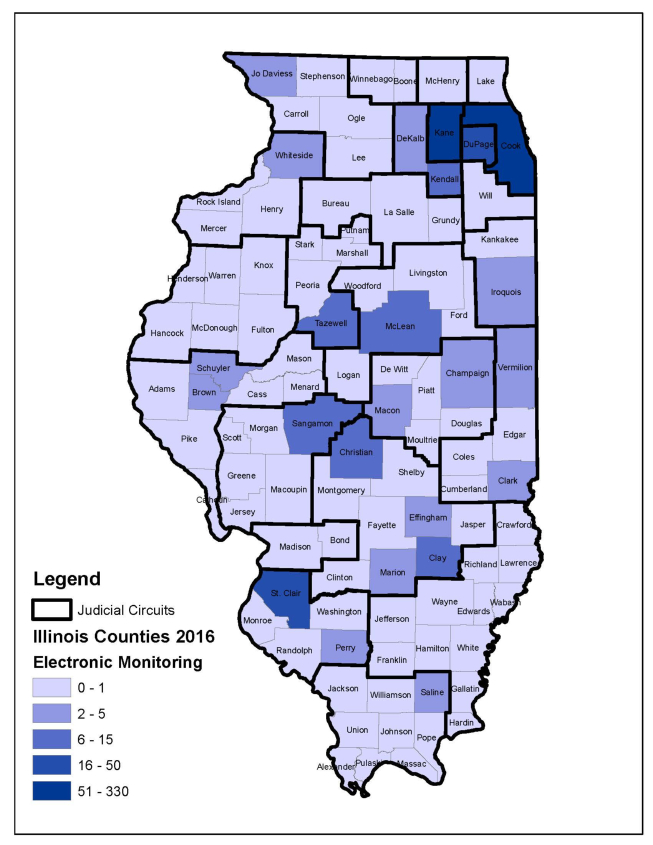 Jo Daviess Stephenson Winnebago Boone McHenry Lake
Carroll Ogle DeKalb Kane DuPage Cook
Whiteside Lee Kendall Will
Rock Island Henry Bureau La Salle Grundy
Mercer Putnam Kankakee
Stark Marshall
Henderson Warren Knox Peoria Woodford Livingston Iroquois
Hancock McDonough Fulton Tazewell McLean Ford
Schuyler Mason Logan De Witt Champaign Vermilion
Adams Brown Cass Menard Macon Piatt
Pike Scott Morgan Sangamon Moultrie Douglas Edgar
Christian Shelby Coles
Greene Macoupin Montgomery Cumberland Clark
Calhoun Jersey Fayette Effingham Jasper Crawford
Madison Bond Clay Richland Lawrence
Clinton Marion
St. Clair Washington Jefferson Wayne Edwards Wabash
Monroe Randolph Perry Franklin Hamilton White
Jackson Williamson Saline Gallatin
Union Johnson Pope Hardin
Alexander Pulaski Massac
Legend
Judicial Circuits
Illinois Counties 2016
Electronic Monitoring
0 - 1
2 - 5
6 - 15
16 - 50
51 - 330